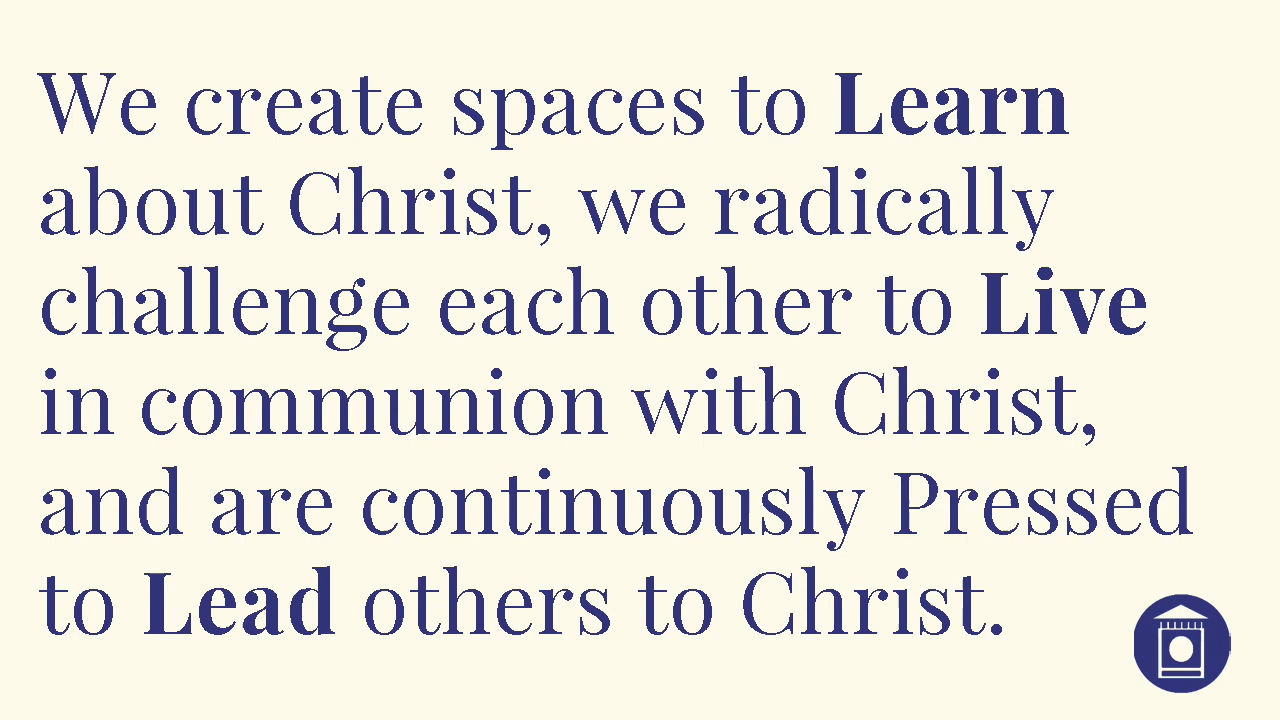 We create spaces to Learn
about Christ, we radically
challenge each other to Live
in communion with Christ,
and are continuously Pressed
to Lead others to Christ.